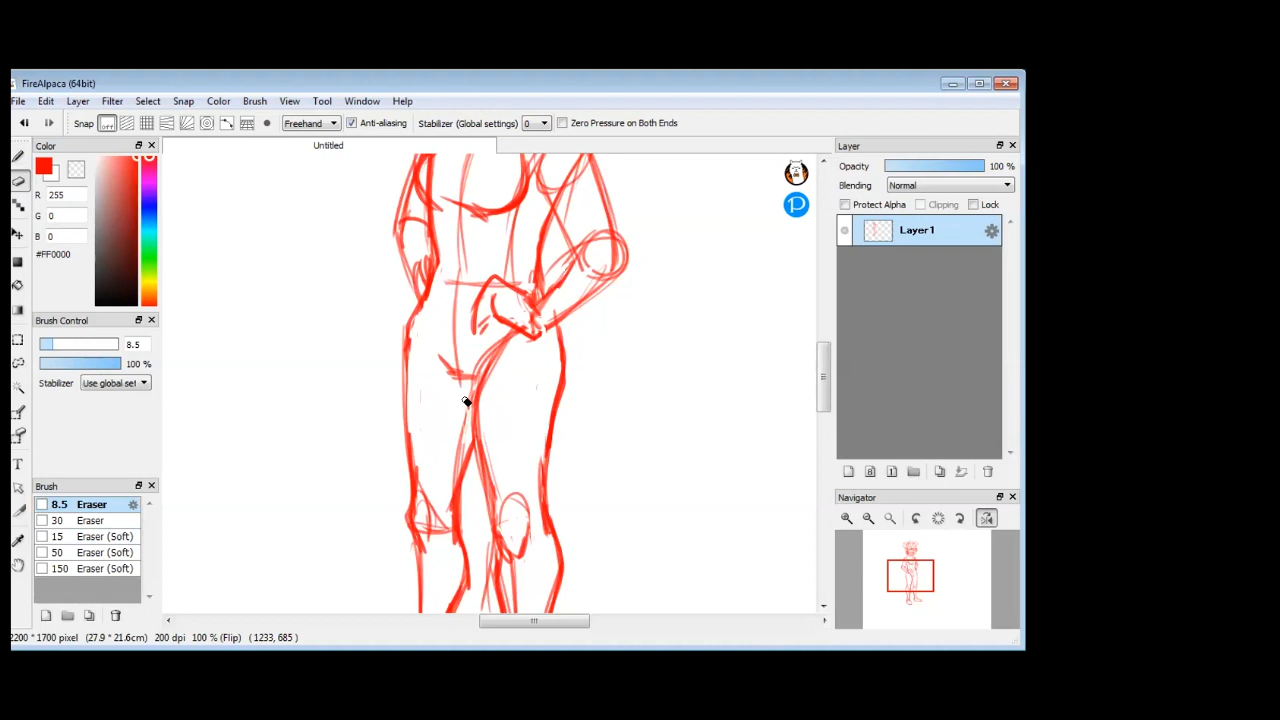 FireAlpaca (64bit)
File Edit Layer Filter Select Snap Color Brush View Tool Window Help
Snap off Freehand Anti-aliasing Stabilizer (Global settings) 0 Zero Pressure on Both Ends
Color
Untitled
Layer
R 255
G 0
B 0
#FF0000
Opacity 100 %
Blending Normal
Protect Alpha Clipping Lock
Layer1
Brush Control
8.5
100 %
Stabilizer Use global set
T
Brush
8.5 Eraser
30 Eraser
15 Eraser (Soft)
50 Eraser (Soft)
150 Eraser (Soft)
8 1
Navigator
2200 * 1700 pixel (27.9 * 21.6cm) 200 dpi 100 % (Flip) (1233, 685)